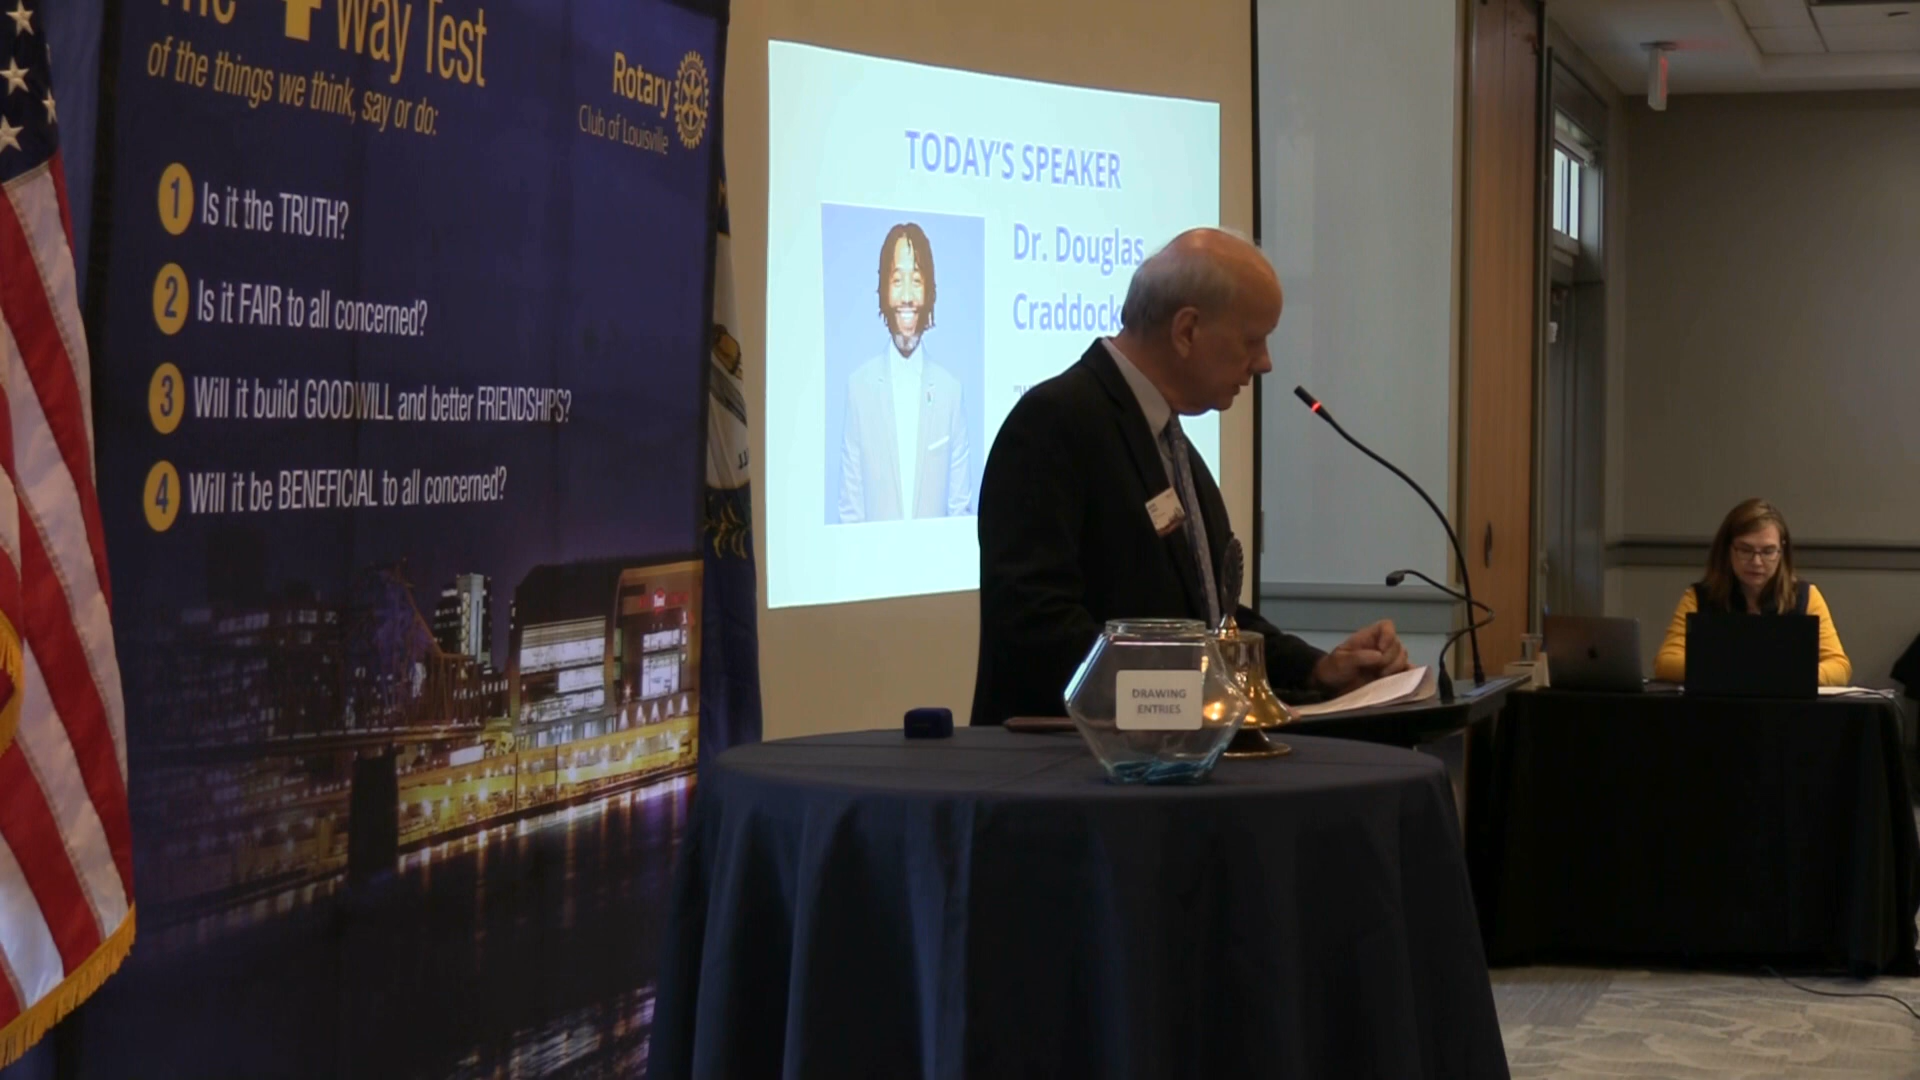 The 4 Way Test
of the things we think, say or do:
Rotary
Club of Louisville
1 Is it the TRUTH?
2 Is it FAIR to all concerned?
3 Will it build GOODWILL and better FRIENDSHIPS?
4 Will it be BENEFICIAL to all concerned?
TODAY'S SPEAKER
Dr. Douglas
Craddock
DRAWING
ENTRIES